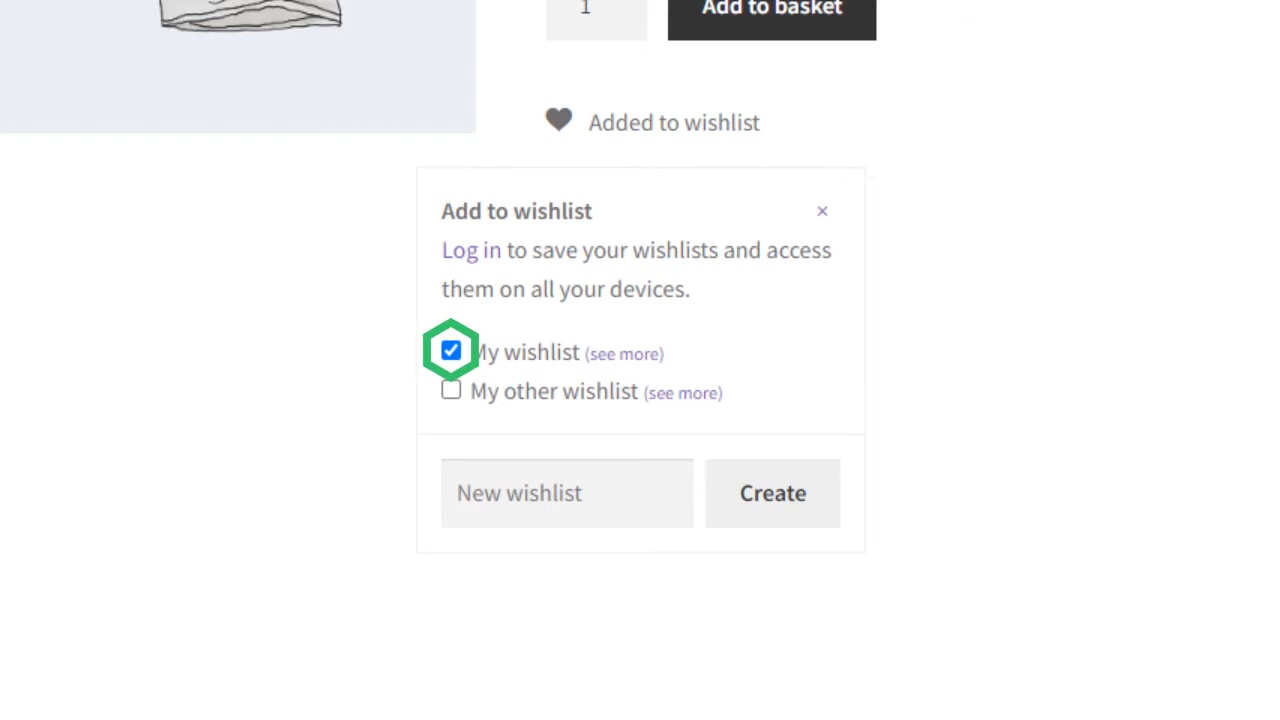 1
Add to basket
Added to wishlist
Add to wishlist ×
Log in to save your wishlists and access
them on all your devices.
My wishlist (see more)
My other wishlist (see more)
New wishlist
Create